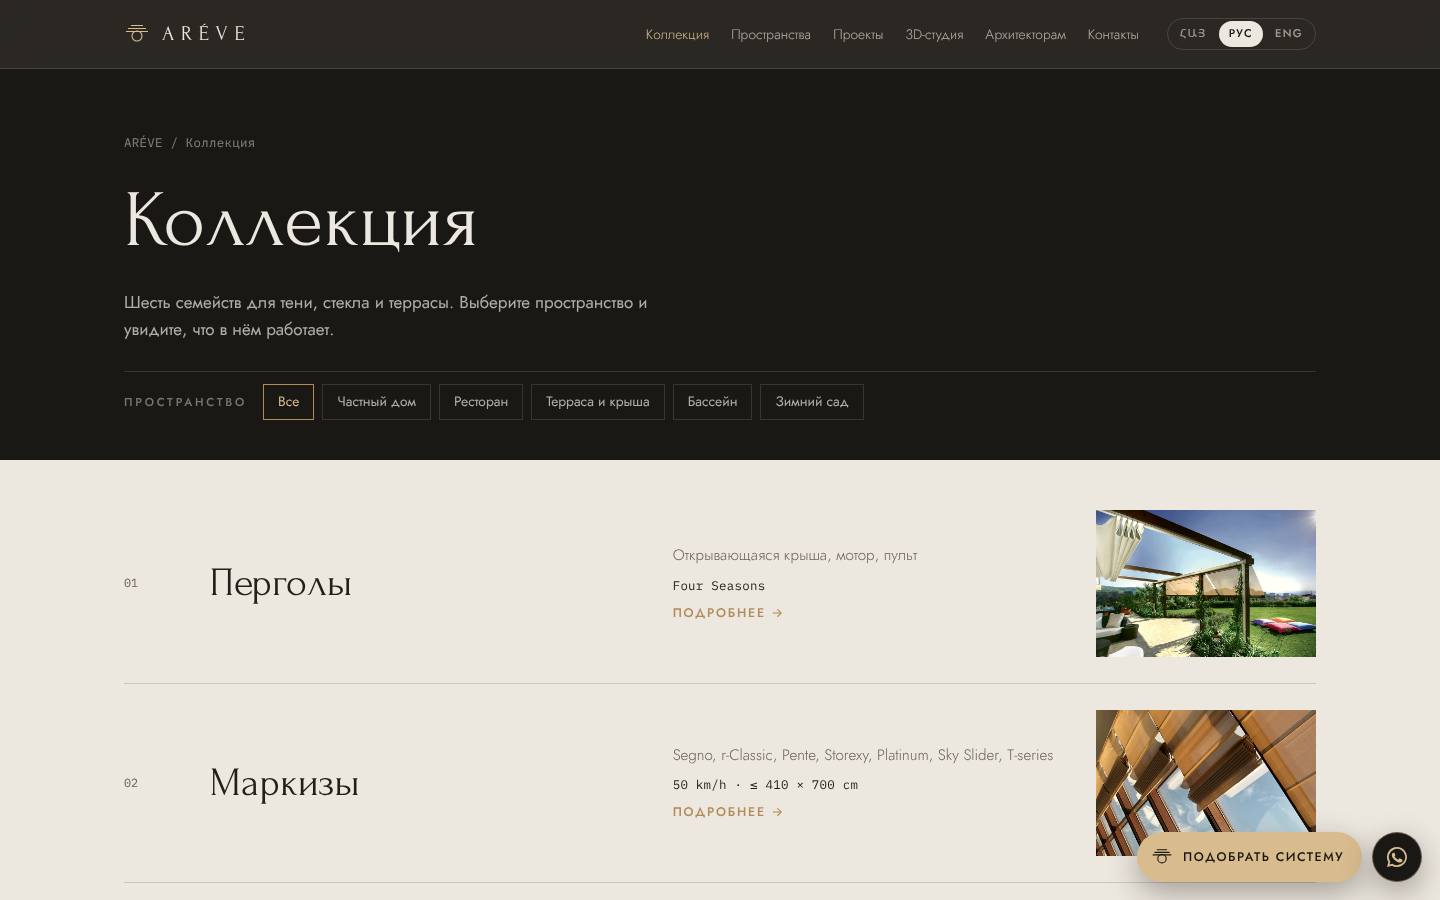 ARÉVE
Коллекция
Пространства
Проекты
3D-студия
Архитекторам
Контакты
ՀԱՅ
РУС
ENG
ARÉVE / Коллекция
Коллекция
Шесть семейств для тени, стекла и террасы. Выберите пространство и
увидите, что в нём работает.
ПРОСТРАНСТВО
Все
Частный дом
Ресторан
Терраса и крыша
Бассейн
Зимний сад
01
Перголы
Открывающаяся крыша, мотор, пульт
Four Seasons
ПОДРОБНЕЕ →
02
Маркизы
Segno, r-Classic, Pente, Storexy, Platinum, Sky Slider, T-series
50 km/h · ≤ 410 × 700 cm
ПОДРОБНЕЕ →
ПОДОБРАТЬ СИСТЕМУ